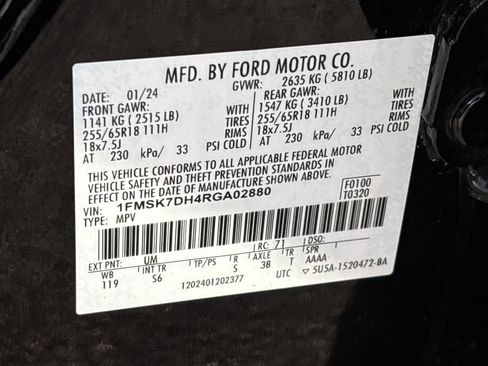 MFD. BY FORD MOTOR CO.
DATE: 01/24 GVWR: 2635 KG (5810 LB)
FRONT GAWR: REAR GAWR:
1141 KG (2515 LB) WITH 1547 KG (3410 LB) WITH
255/65R18 111H TIRES 255/65R18 111H TIRES
18x7.5J RIMS 18x7.5J RIMS
AT 230 kPa/ 33 PSI COLD AT 230 kPa/ 33 PSI COLD
THIS VEHICLE CONFORMS TO ALL APPLICABLE FEDERAL MOTOR
VEHICLE SAFETY AND THEFT PREVENTION STANDARDS IN EFFECT
ON THE DATE OF MANUFACTURE SHOWN ABOVE.
VIN: 1FMSK7DH4RGA02880 F0100
TYPE: MPV T0320
EXT PNT: UM RC: 71 DSO:
WB INT TR TP/PS R AXLE TR SPR
119 S6 S 3B T AAAA
1202401202377 UTC 5U5A-1520472-BA